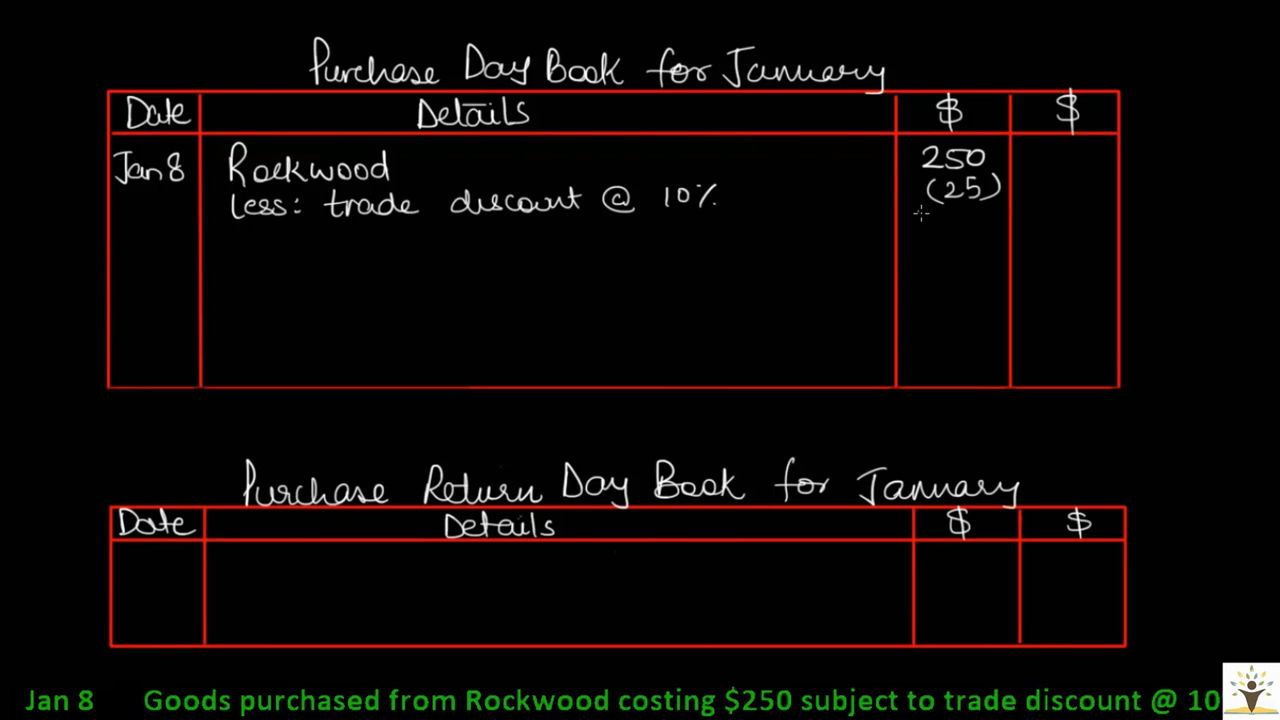 Purchase Day Book for January
Date Details $ $
Jan 8 Rockwood 250
Less: trade discount @ 10% (25)
Purchase Return Day Book for January
Date Details $ $
Jan 8 Goods purchased from Rockwood costing $250 subject to trade discount @ 10